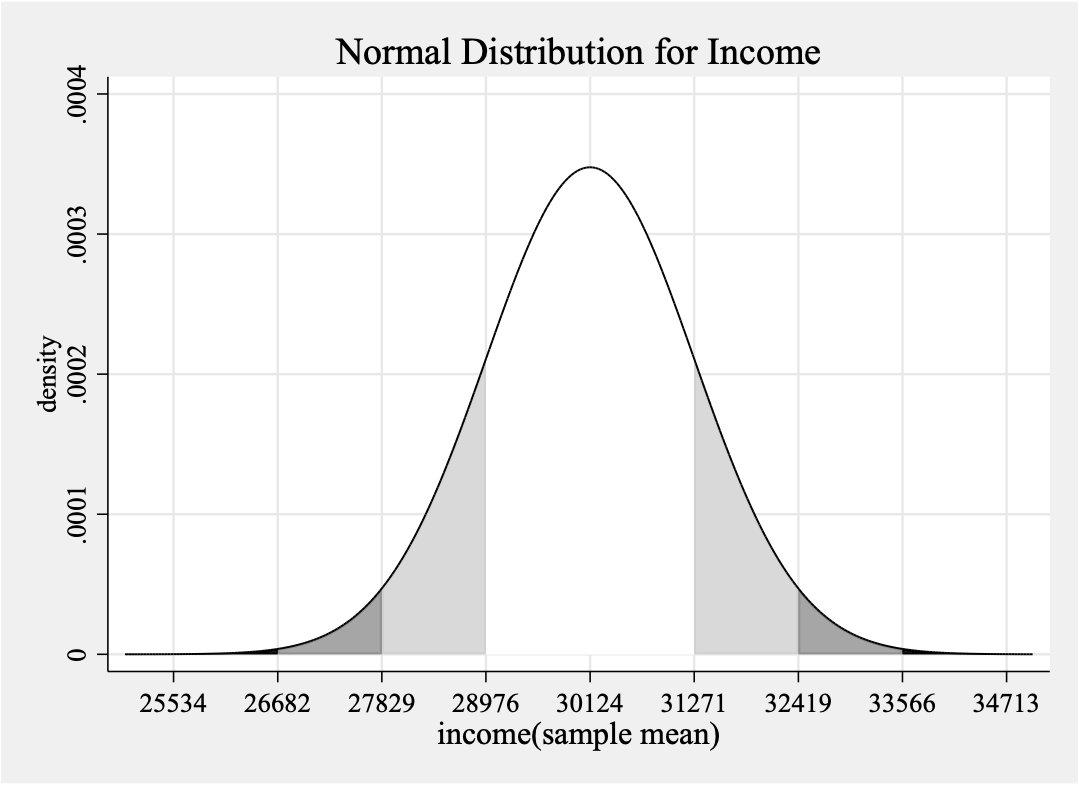 Normal Distribution for Income
.0004
.0003
.0002
.0001
0
density
25534 26682 27829 28976 30124 31271 32419 33566 34713
income(sample mean)